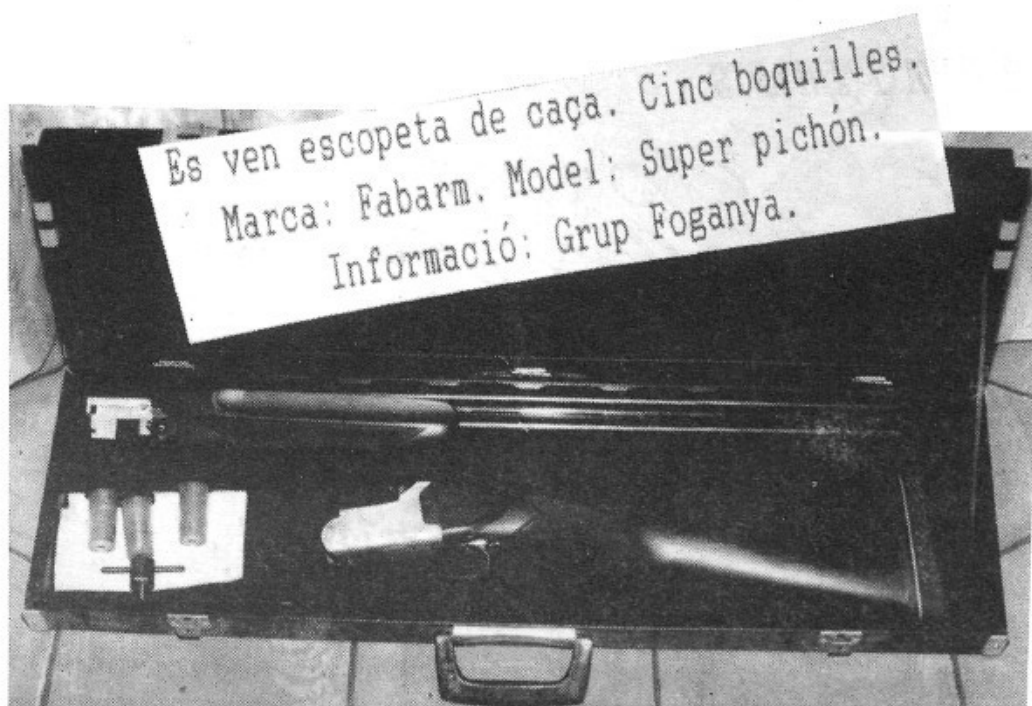 Es ven escopeta de caça. Cinc boquilles.
Marca: Fabarm. Model: Super pichón.
Informació: Grup Foganya.